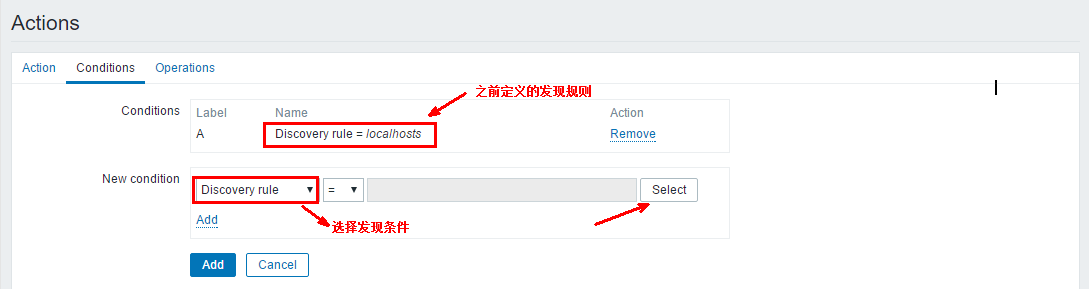 Actions
Action Conditions Operations
之前定义的发现规则
Conditions Label Name Action
A Discovery rule = localhosts Remove
New condition Discovery rule = Select
Add 选择发现条件
Add Cancel